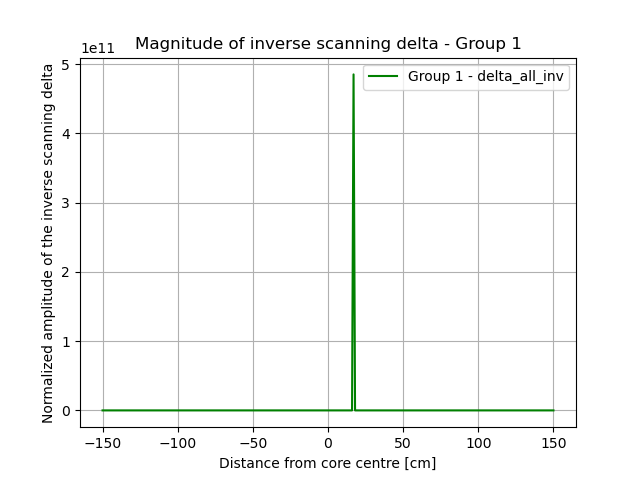 Magnitude of inverse scanning delta - Group 1
1e11
Group 1 - delta_all_inv
Normalized amplitude of the inverse scanning delta
5
4
3
2
1
0
−150 −100 −50 0 50 100 150
Distance from core centre [cm]